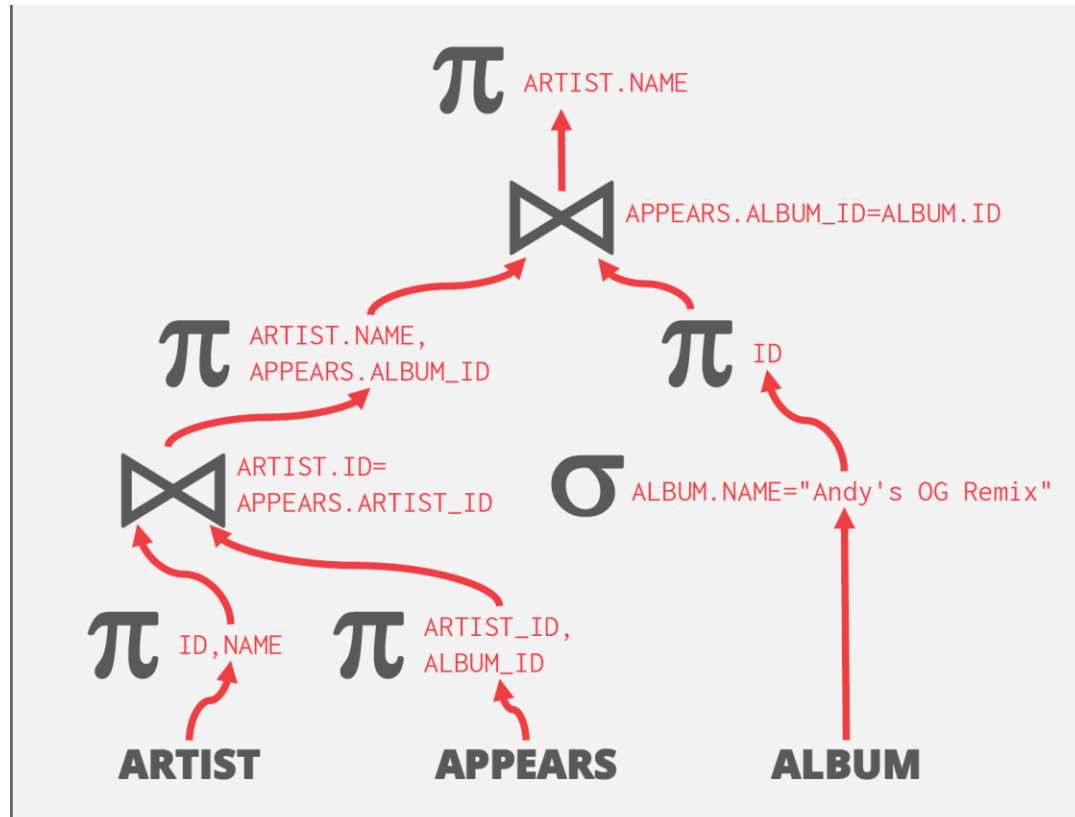 π ARTIST.NAME
⋈ APPEARS.ALBUM_ID=ALBUM.ID
π ARTIST.NAME,
APPEARS.ALBUM_ID
π ID
⋈ ARTIST.ID=
APPEARS.ARTIST_ID
σ ALBUM.NAME="Andy's OG Remix"
π ID,NAME
π ARTIST_ID,
ALBUM_ID
ARTIST
APPEARS
ALBUM